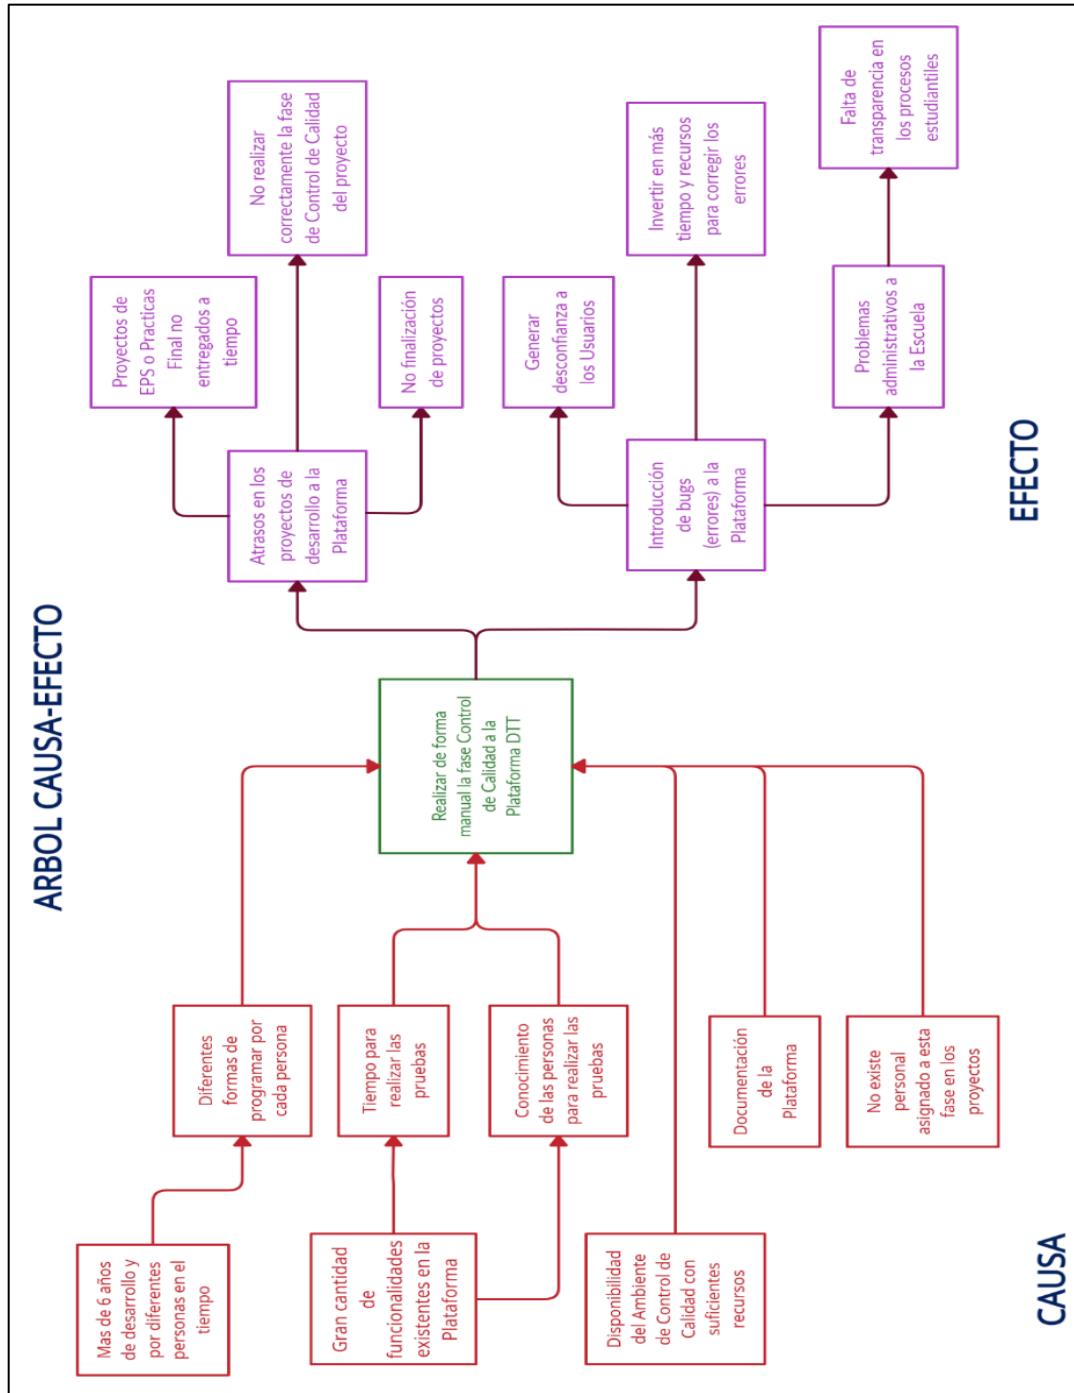 ARBOL CAUSA-EFECTO
Mas de 6 años
de desarrollo y
por diferentes
personas en el
tiempo
Diferentes
formas de
programar por
cada persona
Gran cantidad
de
funcionalidades
existentes en la
Plataforma
Tiempo para
realizar las
pruebas
Conocimiento
de las personas
para realizar las
pruebas
Disponibilidad
del Ambiente
de Control de
Calidad con
suficientes
recursos
Documentación
de la
Plataforma
No existe
personal
asignado a esta
fase en los
proyectos
Realizar de forma
manual la fase Control
de Calidad a la
Plataforma DTT
Atrasos en los
proyectos de
desarrollo a la
Plataforma
Proyectos de
EPS o Practicas
Final no
entregados a
tiempo
No realizar
correctamente la fase
de Control de Calidad
del proyecto
No finalización
de proyectos
Introducción
de bugs
(errores) a la
Plataforma
Generar
desconfianza a
los Usuarios
Invertir en más
tiempo y recursos
para corregir los
errores
Problemas
administrativos a
la Escuela
Falta de
transparencia en
los procesos
estudiantiles
CAUSA
EFECTO